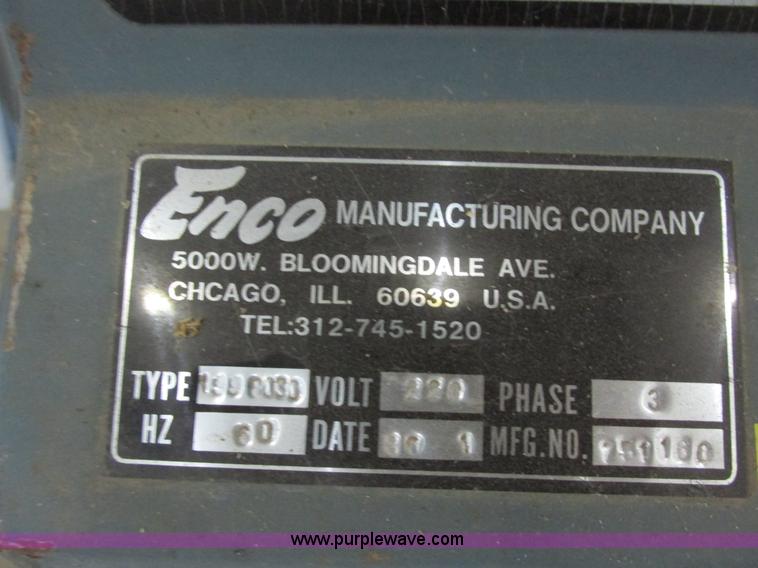 Enco MANUFACTURING COMPANY
5000W. BLOOMINGDALE AVE.
CHCAGO, ILL. 60639 U.S.A.
TEL:312-745-1520
TYPE VOLT 220 PHASE 3
HZ 60 DATE MFG.NO.
www.purplewave.com